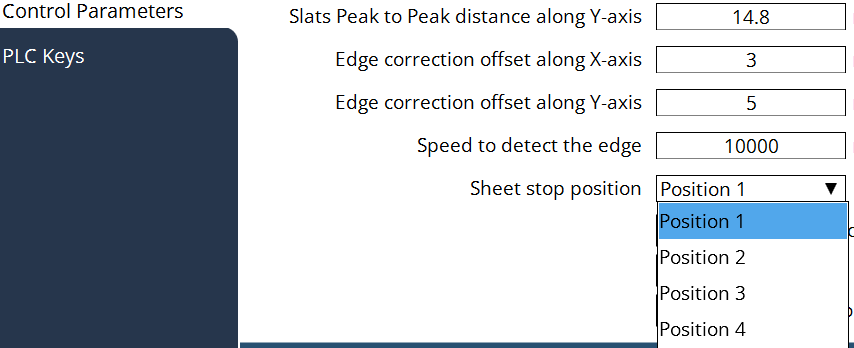 Control Parameters
PLC Keys
Slats Peak to Peak distance along Y-axis 14.8
Edge correction offset along X-axis 3
Edge correction offset along Y-axis 5
Speed to detect the edge 10000
Sheet stop position Position 1
Position 1
Position 2
Position 3
Position 4